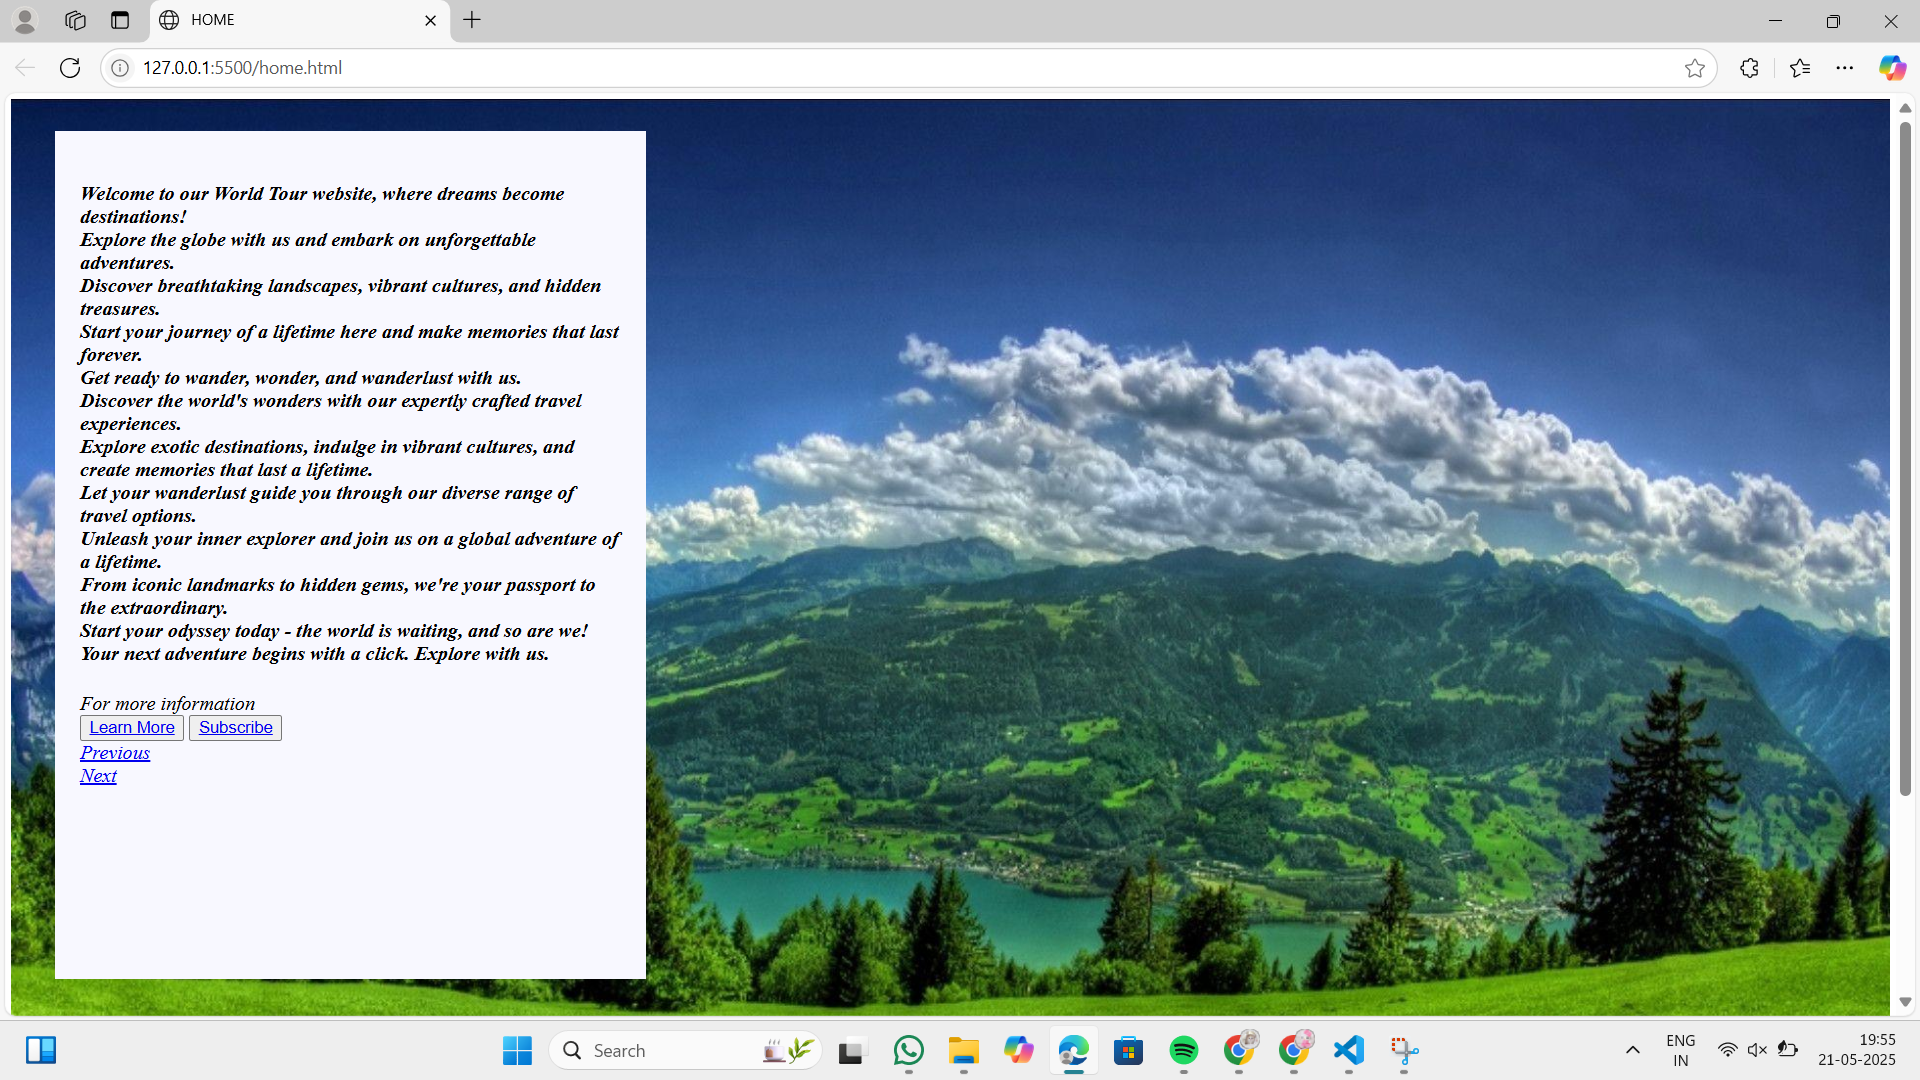 HOME
127.0.0.1:5500/home.html
Welcome to our World Tour website, where dreams become
destinations!
Explore the globe with us and embark on unforgettable
adventures.
Discover breathtaking landscapes, vibrant cultures, and hidden
treasures.
Start your journey of a lifetime here and make memories that last
forever.
Get ready to wander, wonder, and wanderlust with us.
Discover the world's wonders with our expertly crafted travel
experiences.
Explore exotic destinations, indulge in vibrant cultures, and
create memories that last a lifetime.
Let your wanderlust guide you through our diverse range of
travel options.
Unleash your inner explorer and join us on a global adventure of
a lifetime.
From iconic landmarks to hidden gems, we're your passport to
the extraordinary.
Start your odyssey today - the world is waiting, and so are we!
Your next adventure begins with a click. Explore with us.
For more information
Learn More Subscribe
Previous
Next
Search
ENG
IN
19:55
21-05-2025